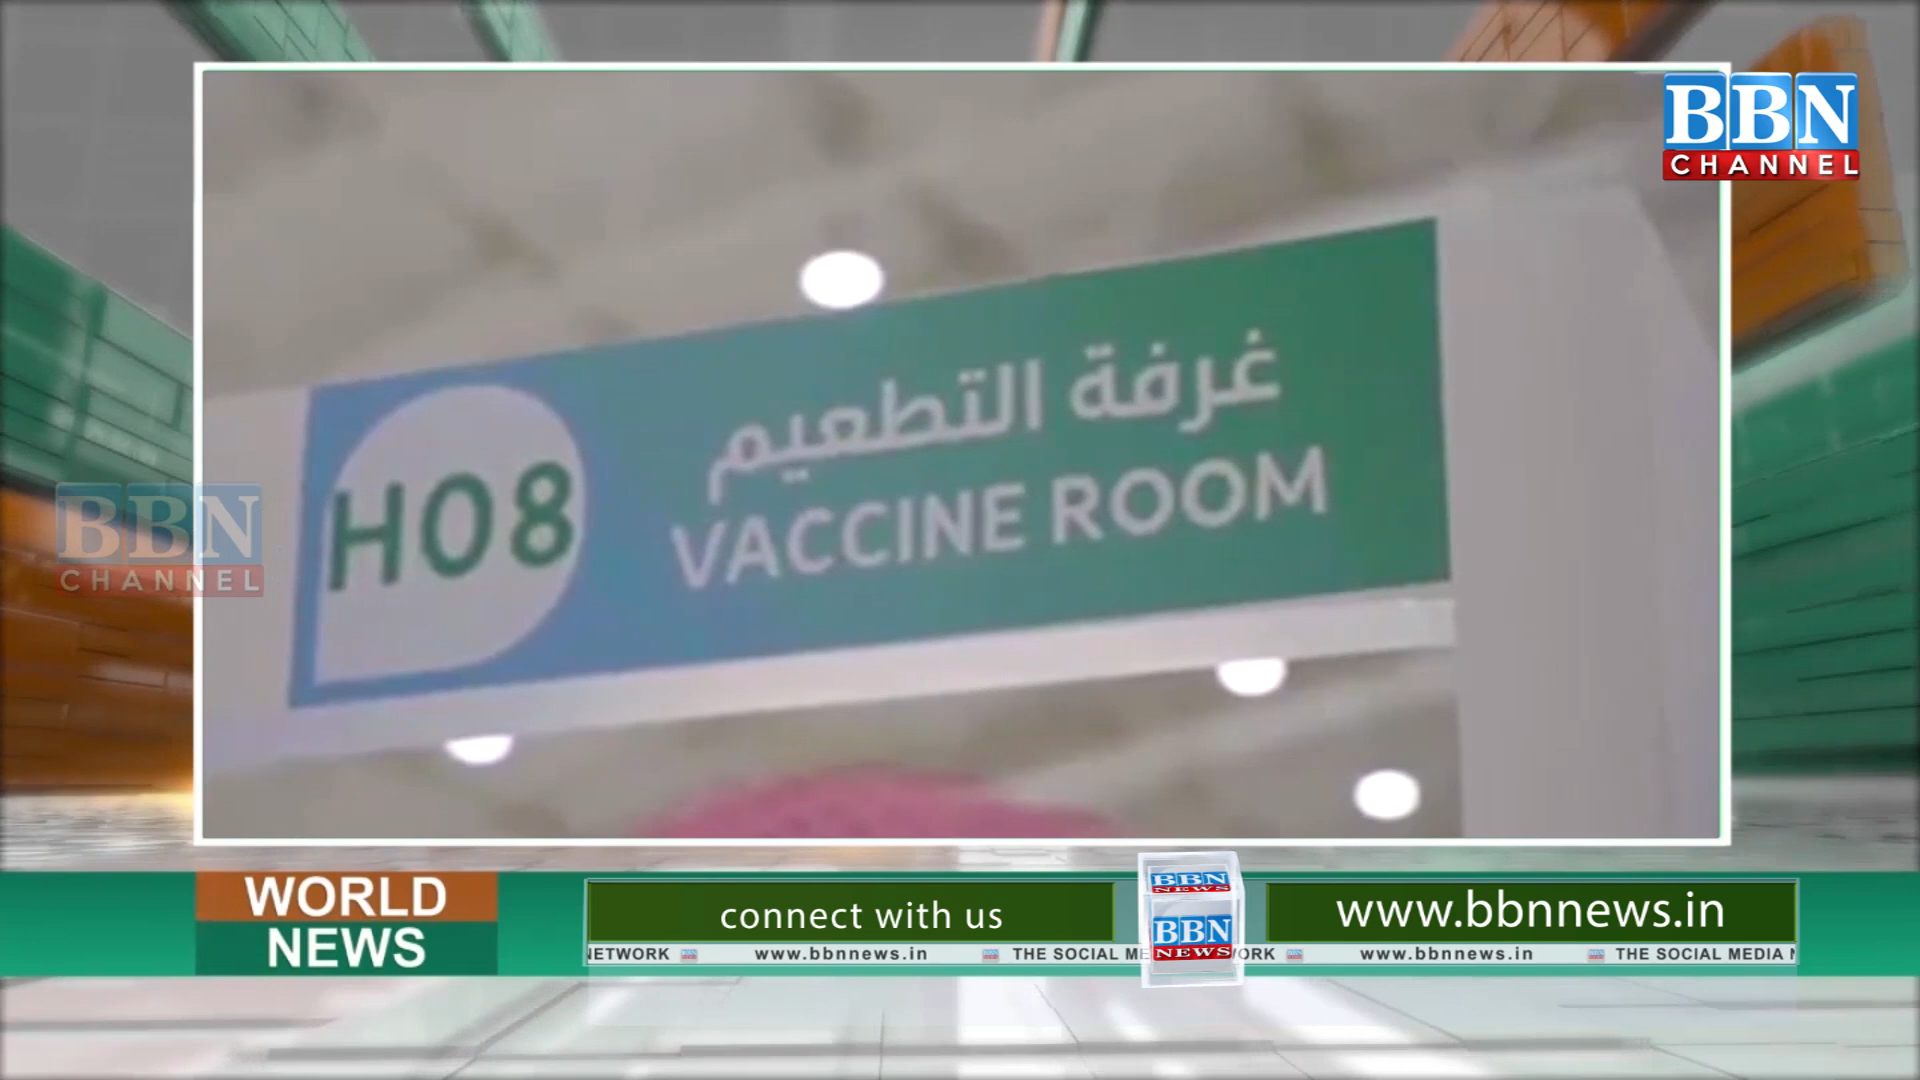 BBN
CHANNEL
غرفة التطعيم
H08
VACCINE ROOM
BBN
CHANNEL
WORLD
NEWS
connect with us
BBN
NEWS
BBN
NEWS
www.bbnnews.in
NETWORK www.bbnnews.in THE SOCIAL ME ORK www.bbnnews.in THE SOCIAL MEDIA N